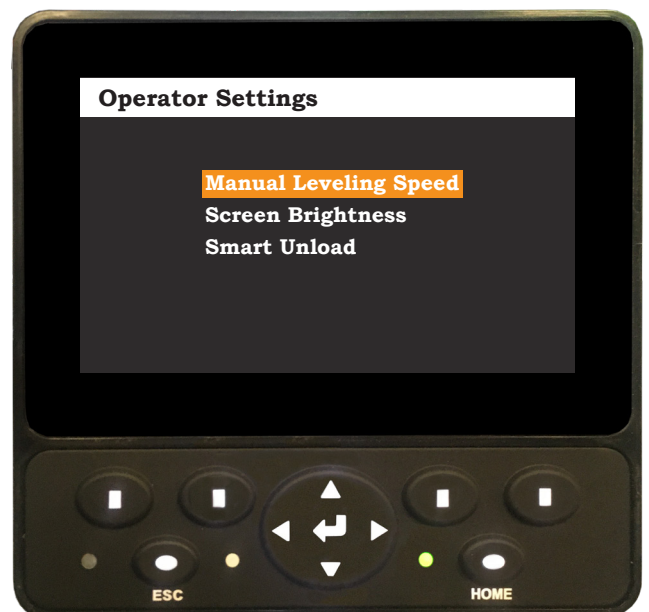 Operator Settings
Manual Leveling Speed
Screen Brightness
Smart Unload
ESC
HOME